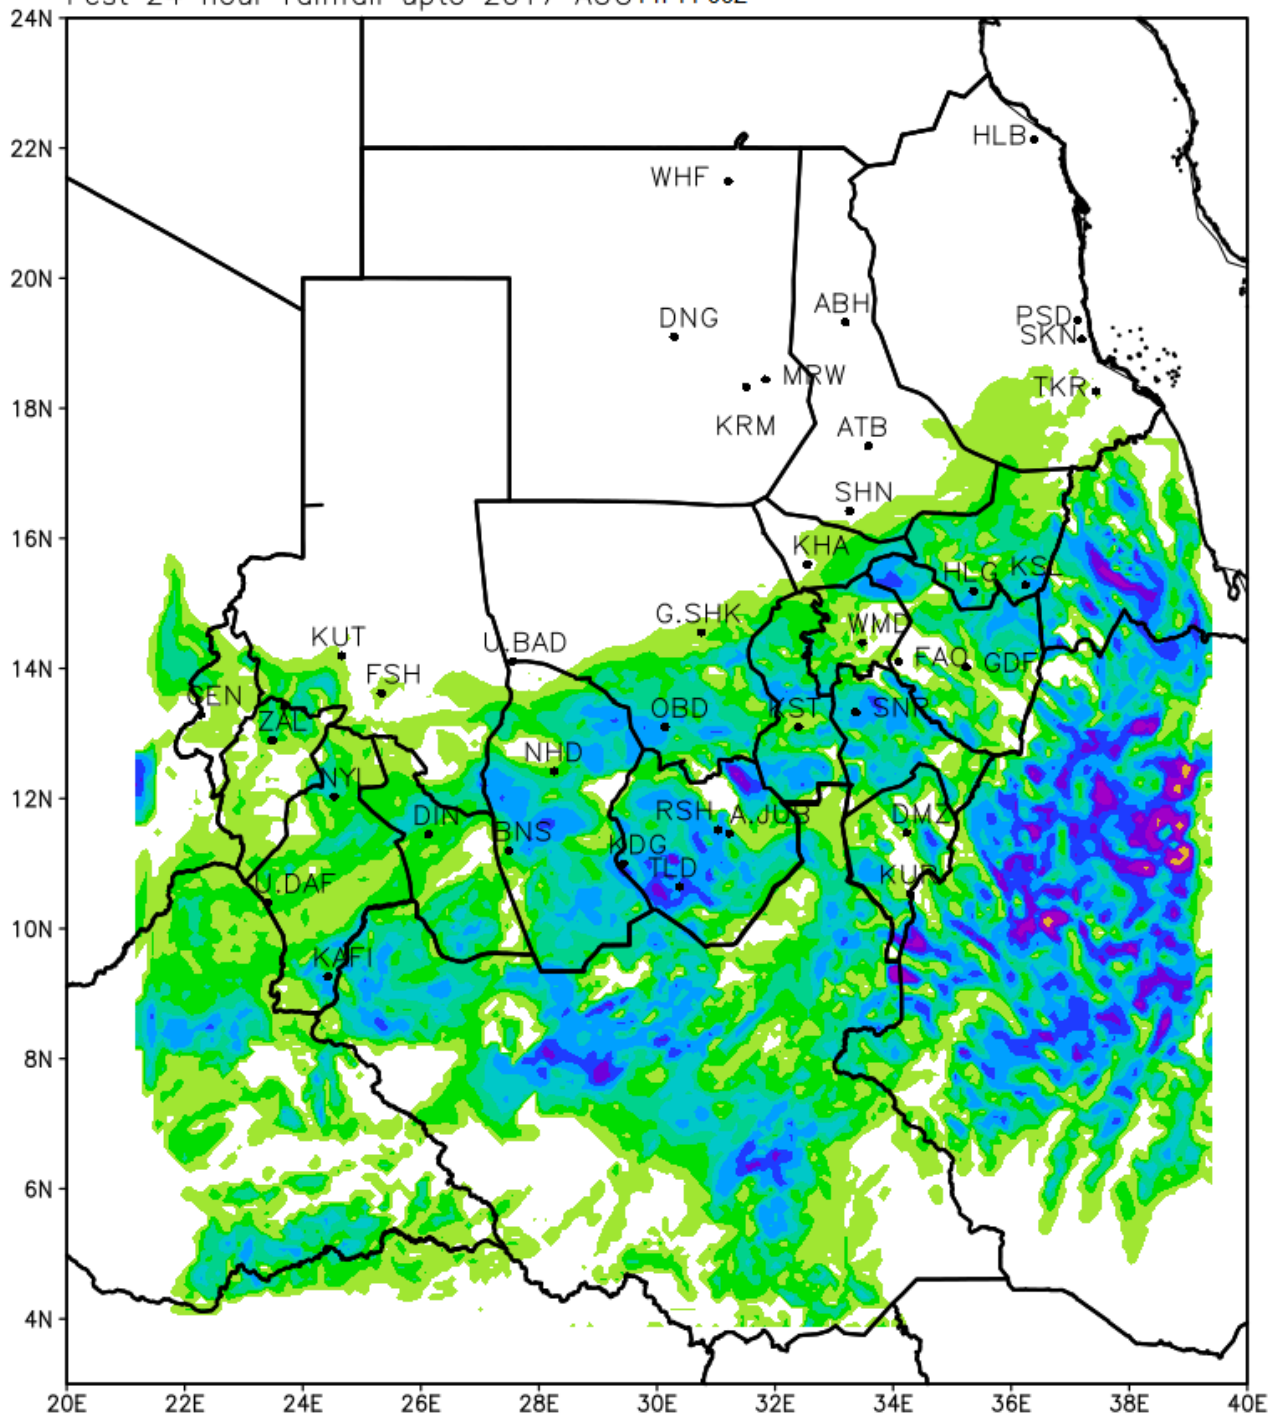 24N
22N
HLB
WHF
20N
ABH
DNG
PSD
SKN
MRW
TKR
18N
KRM
ATB
SHN
16N
KHA
HLG
KSL
G.SHK
WMD
KUT
U.BAD
14N
FSH
FAO
GDF
GEN
ZAL
OBD
KST
SNR
NHD
NYL
12N
DIN
RSH
A.JUB
DMZ
BNS
KDG
TLD
KUR
U.DAF
10N
KAFI
8N
6N
4N
20E
22E
24E
26E
28E
30E
32E
34E
36E
38E
40E